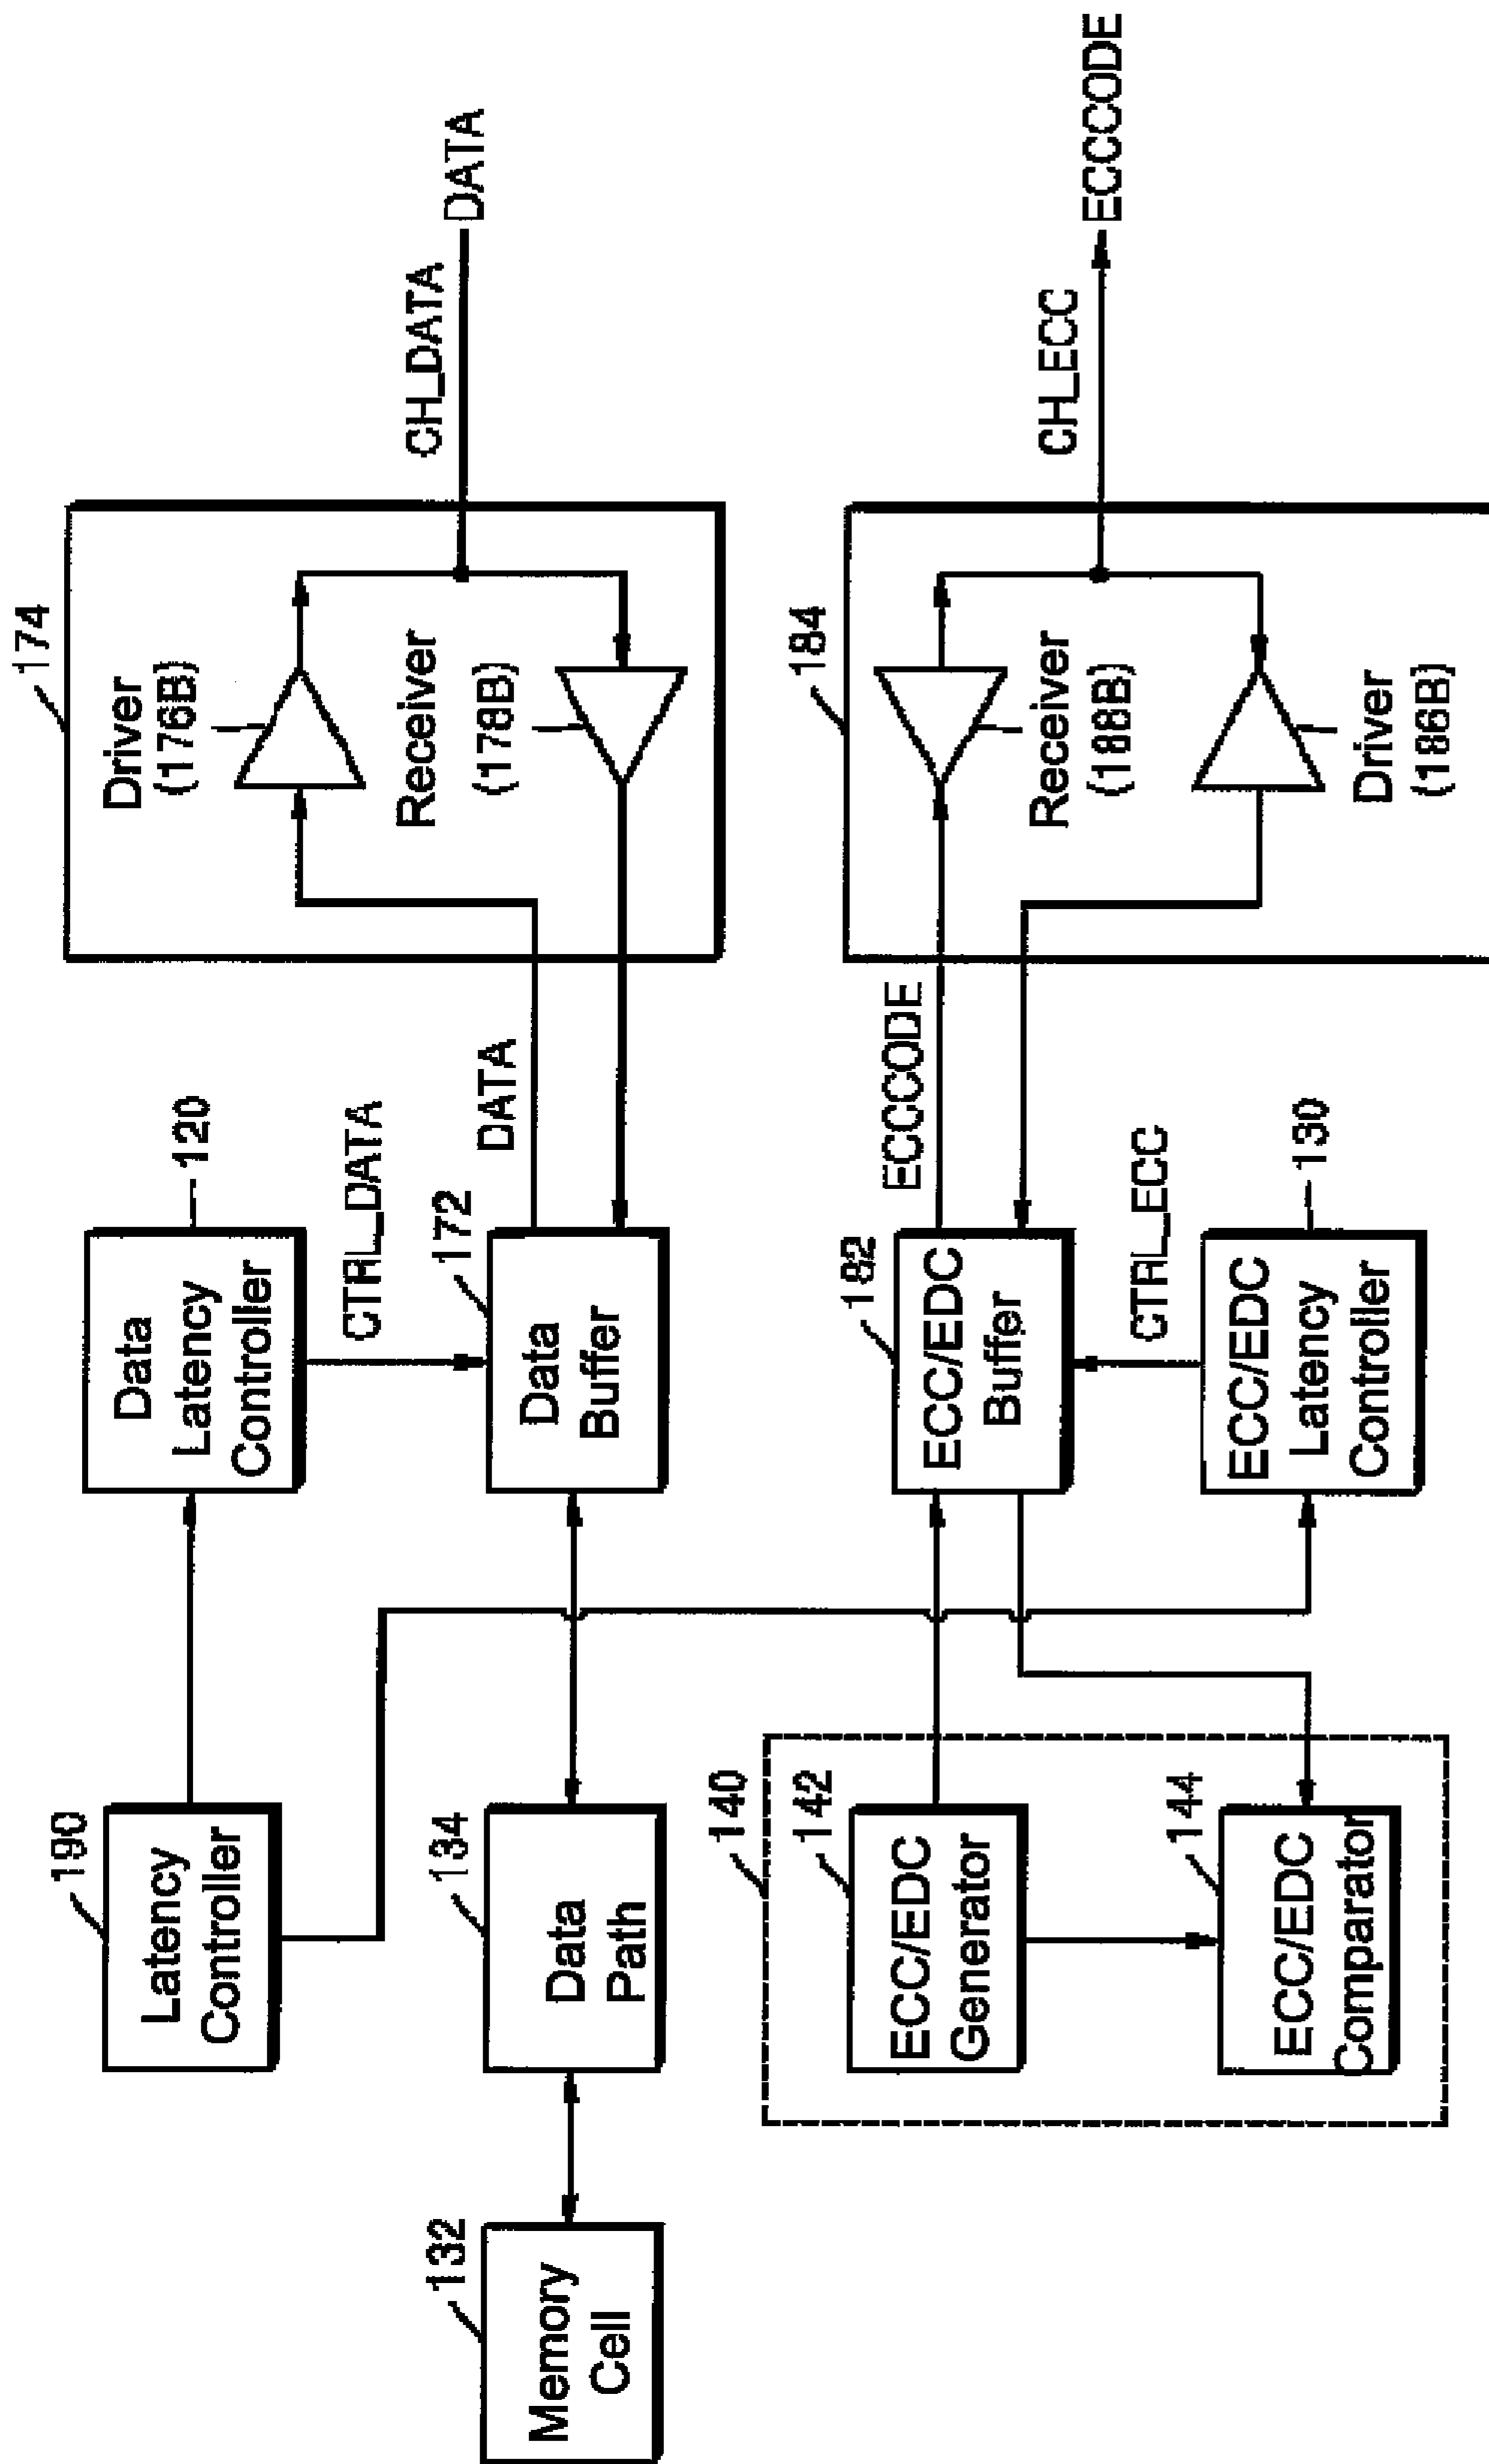 190
Latency
Controller
Data
Latency
Controller
120
CTRL_DATA
174
Driver
(176B)
Receiver
(178B)
CH_DATA
DATA
132
Memory
Cell
134
Data
Path
172
Data
Buffer
DATA
140
142
ECC/EDC
Generator
144
ECC/EDC
Comparator
182
ECC/EDC
Buffer
ECCCODE
CTRL_ECC
ECC/EDC
Latency
Controller
130
184
Receiver
(188B)
Driver
(186B)
CH_ECC
ECCCODE